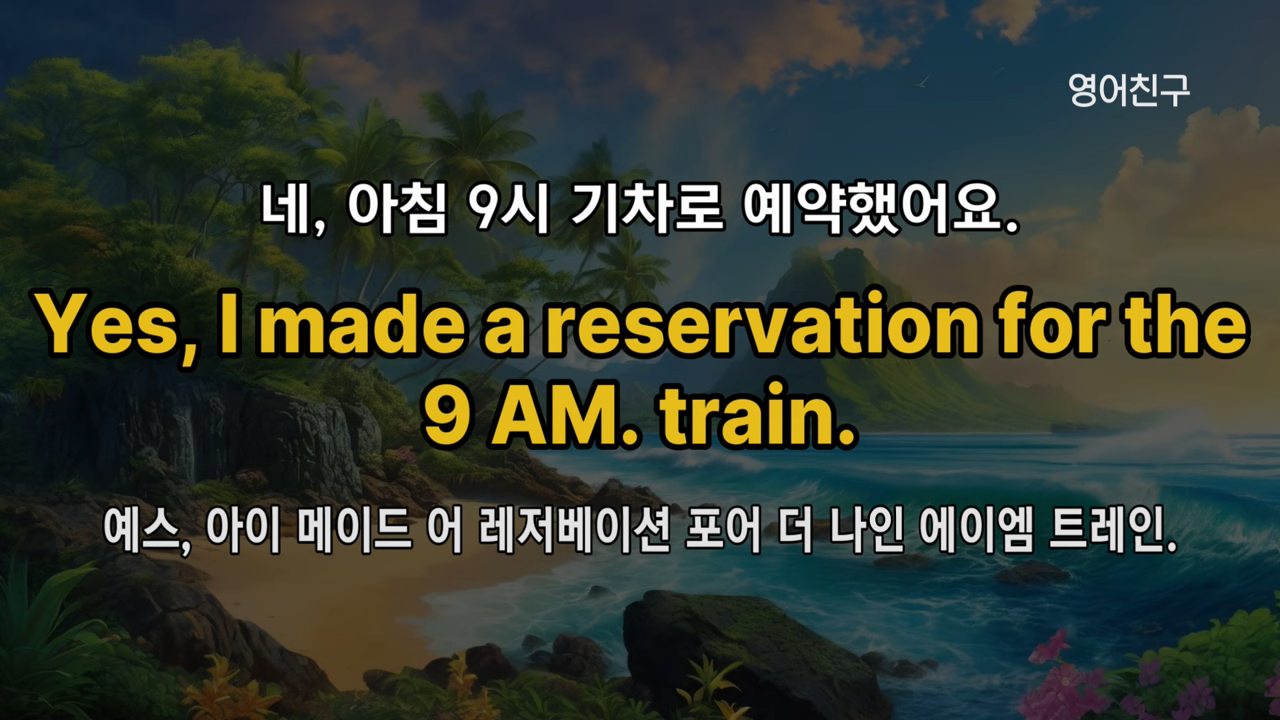 영어친구
네, 아침 9시 기차로 예약했어요.
Yes, I made a reservation for the
9 AM. train.
예스, 아이 메이드 어 레저베이션 포어 더 나인 에이엠 트레인.